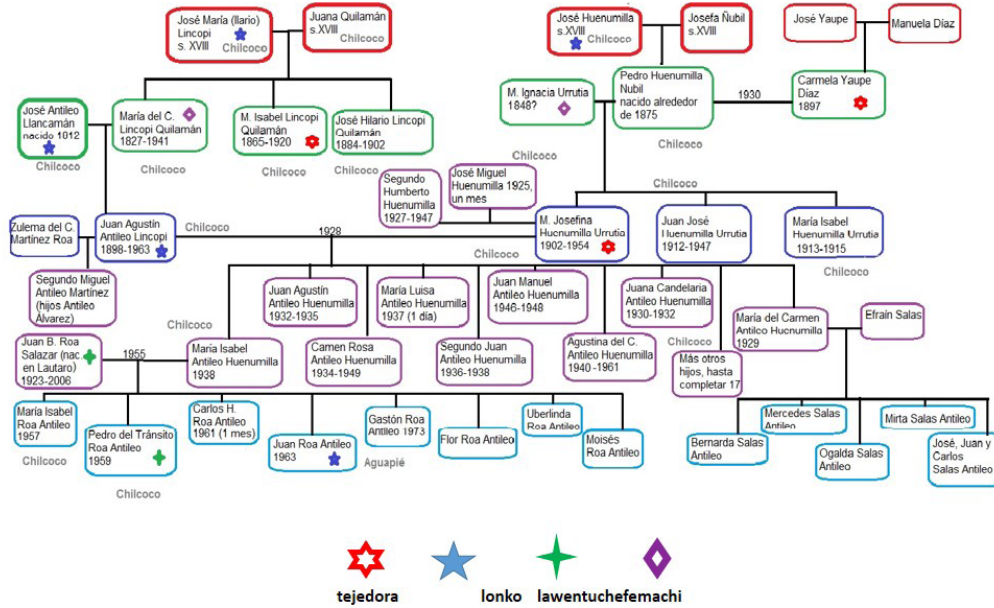 José María (Ilario)
Lincopi
s. XVIII
Chilcoco
Juana Quilamán
s.XVIII
Chilcoco
José Huenumilla
s.XVIII
Chilcoco
Josefa Ñubil
s.XVIII
José Yaupe
Manuela Díaz
José Antileo
Llancamán
nacido 1812
Chilcoco
María del C.
Lincopi Quilamán
1827-1941
Chilcoco
M. Isabel Lincopi
Quilamán
1865-1920
Chilcoco
José Hilario Lincopi
Quilamán
1884-1902
Chilcoco
M. Ignacia Urrutia
1848?
Chilcoco
Pedro Huenumilla
Nubil
nacido alrededor
de 1875
1930
Carmela Yaupe
Díaz
1897
Chilcoco
Chilcoco
Segundo
Humberto
Huenumilla
1927-1947
José Miguel
Huenumilla 1925,
un mes
Zulema del C.
Martínez Roa
Juan Agustín
Antileo Lincopi
1898-1963
Chilcoco
1928
Chilcoco
M. Josefina
Huenumilla Urrutia
1902-1954
Juan José
Huenumilla Urrutia
1912-1947
María Isabel
Huenumilla Urrutia
1913-1915
Chilcoco
Segundo Miguel
Antileo Martínez
(hijos Antileo
Álvarez)
Chilcoco
Juan Agustín
Antileo Huenumilla
1932-1935
María Luisa
Antileo Huenumilla
1937 (1 día)
Juan Manuel
Antileo Huenumilla
1946-1948
Juana Candelaria
Antileo Huenumilla
1930-1932
María del Carmen
Antileo Huenumilla
1929
Efraín Salas
Juan B. Roa
Salazar (nac.
en Lautaro)
1923-2006
1955
María Isabel
Antileo Huenumilla
1938
Camen Rosa
Antileo Huenumilla
1934-1949
Segundo Juan
Antileo Huenumilla
1936-1938
Agustina del C.
Antileo Huenumilla
1940 -1961
Chilcoco
Más otros
hijos, hasta
completar 17
María Isabel
Roa Antileo
1957
Chilcoco
Pedro del Tránsito
Roa Antileo
1959
Chilcoco
Carlos H.
Roa Antileo
1961 (1 mes)
Juan Roa Antileo
1963
Gastón Roa
Antileo 1973
Aguapié
Flor Roa Antileo
Uberlinda
Roa Antileo
Moisés
Roa Antileo
Bernarda Salas
Antileo
Mercedes Salas
Antileo
Ogalda Salas
Antileo
Mirta Salas Antileo
José, Juan y
Carlos
Salas Antileo
tejedora lonko lawentuchefemachi